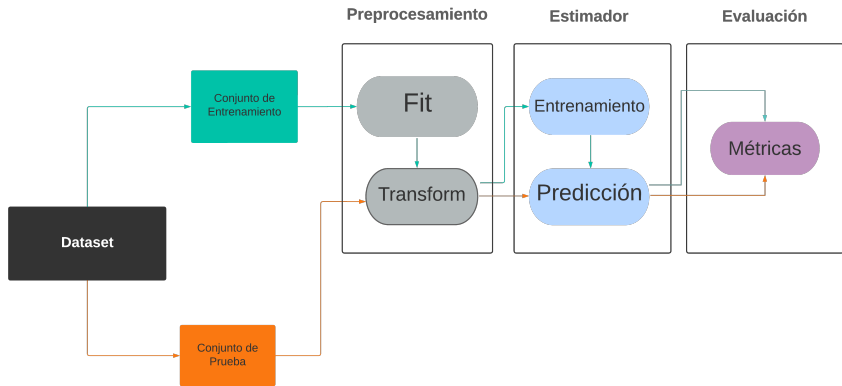 Preprocesamiento
Estimador
Evaluación
Conjunto de
Entrenamiento
Fit
Entrenamiento
Métricas
Transform
Predicción
Dataset
Conjunto de
Prueba